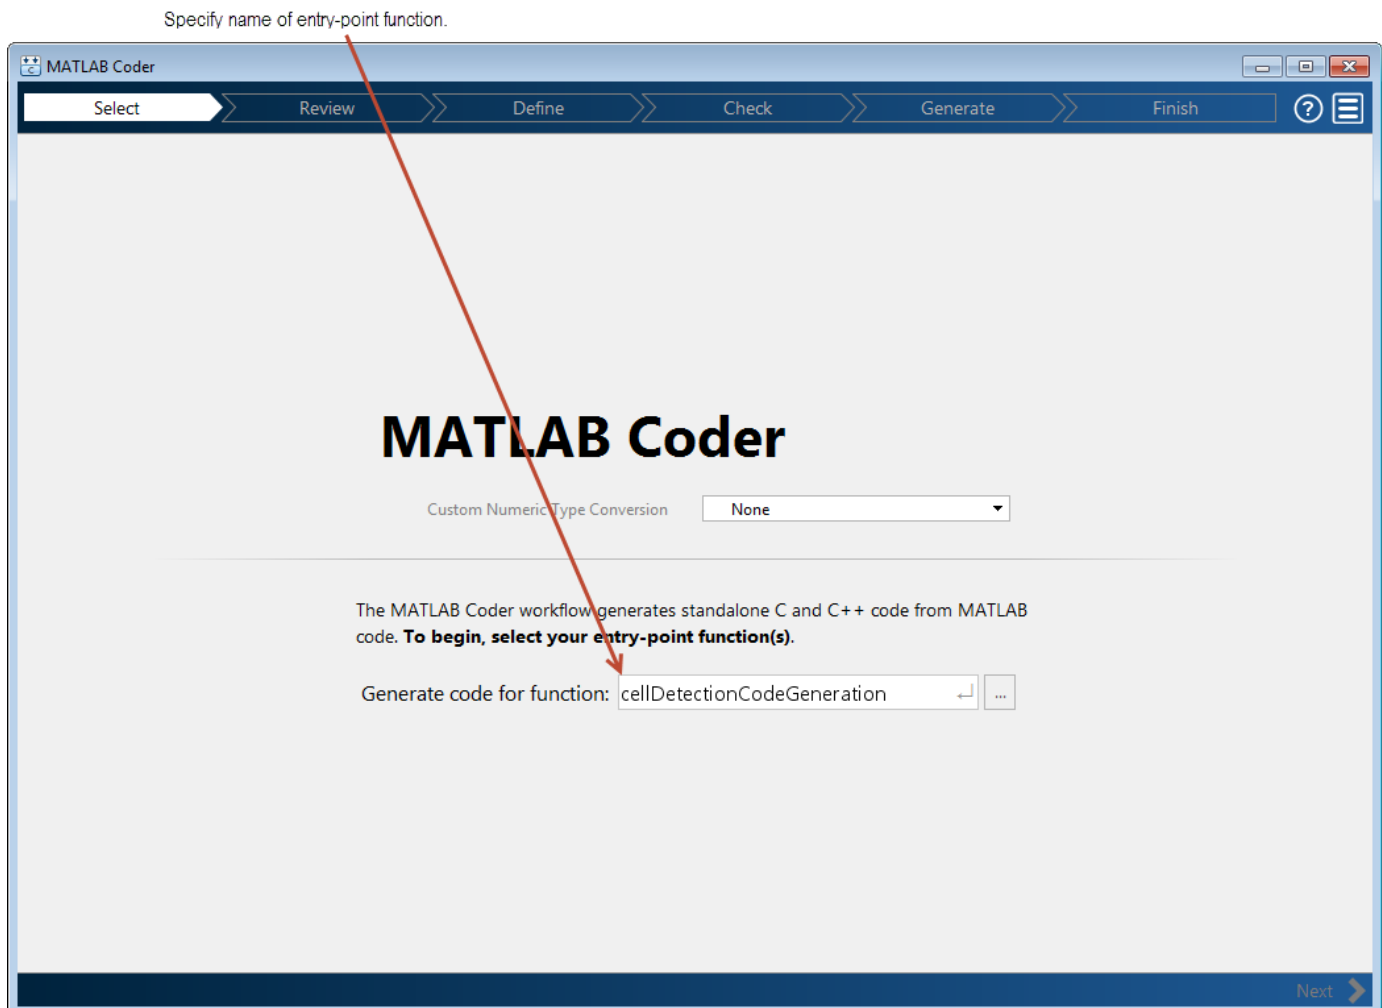 Specify name of entry-point function.
MATLAB Coder
Select Review Define Check Generate Finish ?
MATLAB Coder
Custom Numeric Type Conversion None
The MATLAB Coder workflow generates standalone C and C++ code from MATLAB
code. To begin, select your entry-point function(s).
Generate code for function: cellDetectionCodeGeneration ...
Next